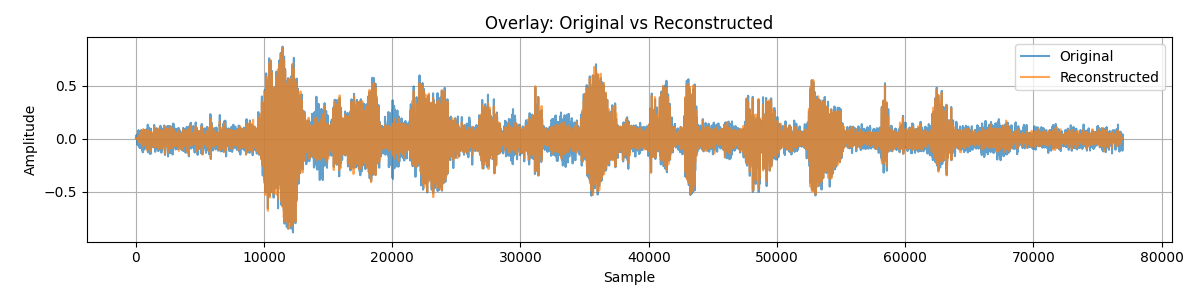 Overlay: Original vs Reconstructed
Original
Reconstructed
Amplitude
0.5
0.0
−0.5
0 10000 20000 30000 40000 50000 60000 70000 80000
Sample